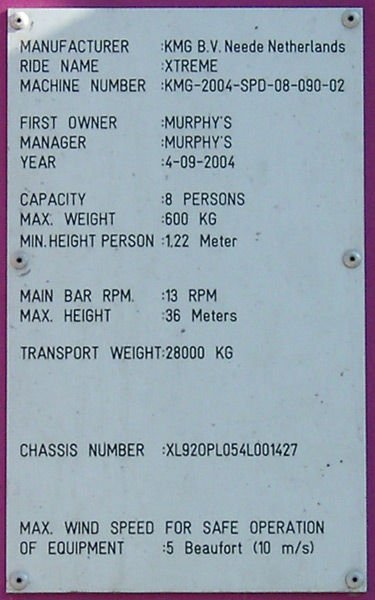 MANUFACTURER :KMG B.V. Neede Netherlands
RIDE NAME :XTREME
MACHINE NUMBER :KMG-2004-SPD-08-090-02
FIRST OWNER :MURPHY'S
MANAGER :MURPHY'S
YEAR :4-09-2004
CAPACITY :8 PERSONS
MAX. WEIGHT :600 KG
MIN. HEIGHT PERSON :1,22 Meter
MAIN BAR RPM. :13 RPM
MAX. HEIGHT :36 Meters
TRANSPORT WEIGHT:28000 KG
CHASSIS NUMBER :XL920PL054L001427
MAX. WIND SPEED FOR SAFE OPERATION
OF EQUIPMENT :5 Beaufort (10 m/s)